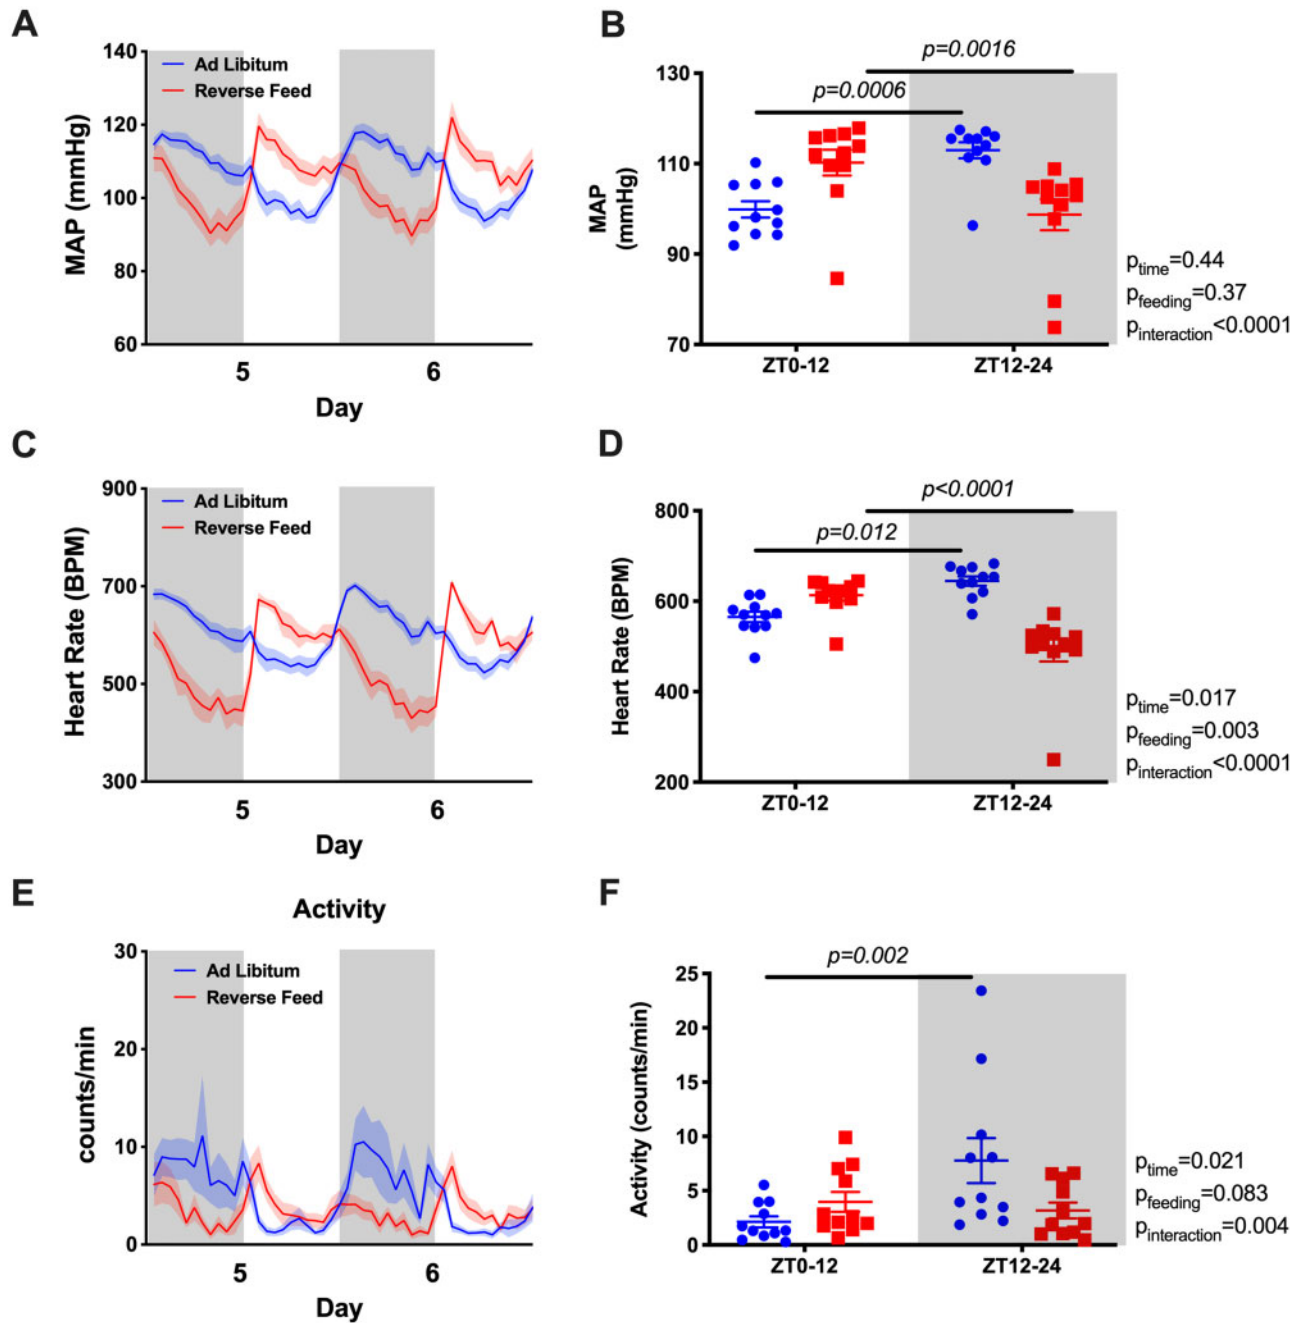 A
140
120
100
80
60
MAP (mmHg)
Ad Libitum
Reverse Feed
5
6
Day
B
p=0.0016
p=0.0006
130
110
90
70
MAP
(mmHg)
ZT0-12
ZT12-24
ptime=0.44
pfeeding=0.37
pinteraction<0.0001
C
900
700
500
300
Heart Rate (BPM)
Ad Libitum
Reverse Feed
5
6
Day
D
p<0.0001
p=0.012
800
600
400
200
Heart Rate (BPM)
ZT0-12
ZT12-24
ptime=0.017
pfeeding=0.003
pinteraction<0.0001
E
Activity
30
20
10
0
counts/min
Ad Libitum
Reverse Feed
5
6
Day
F
p=0.002
25
20
15
10
5
0
Activity (counts/min)
ZT0-12
ZT12-24
ptime=0.021
pfeeding=0.083
pinteraction=0.004